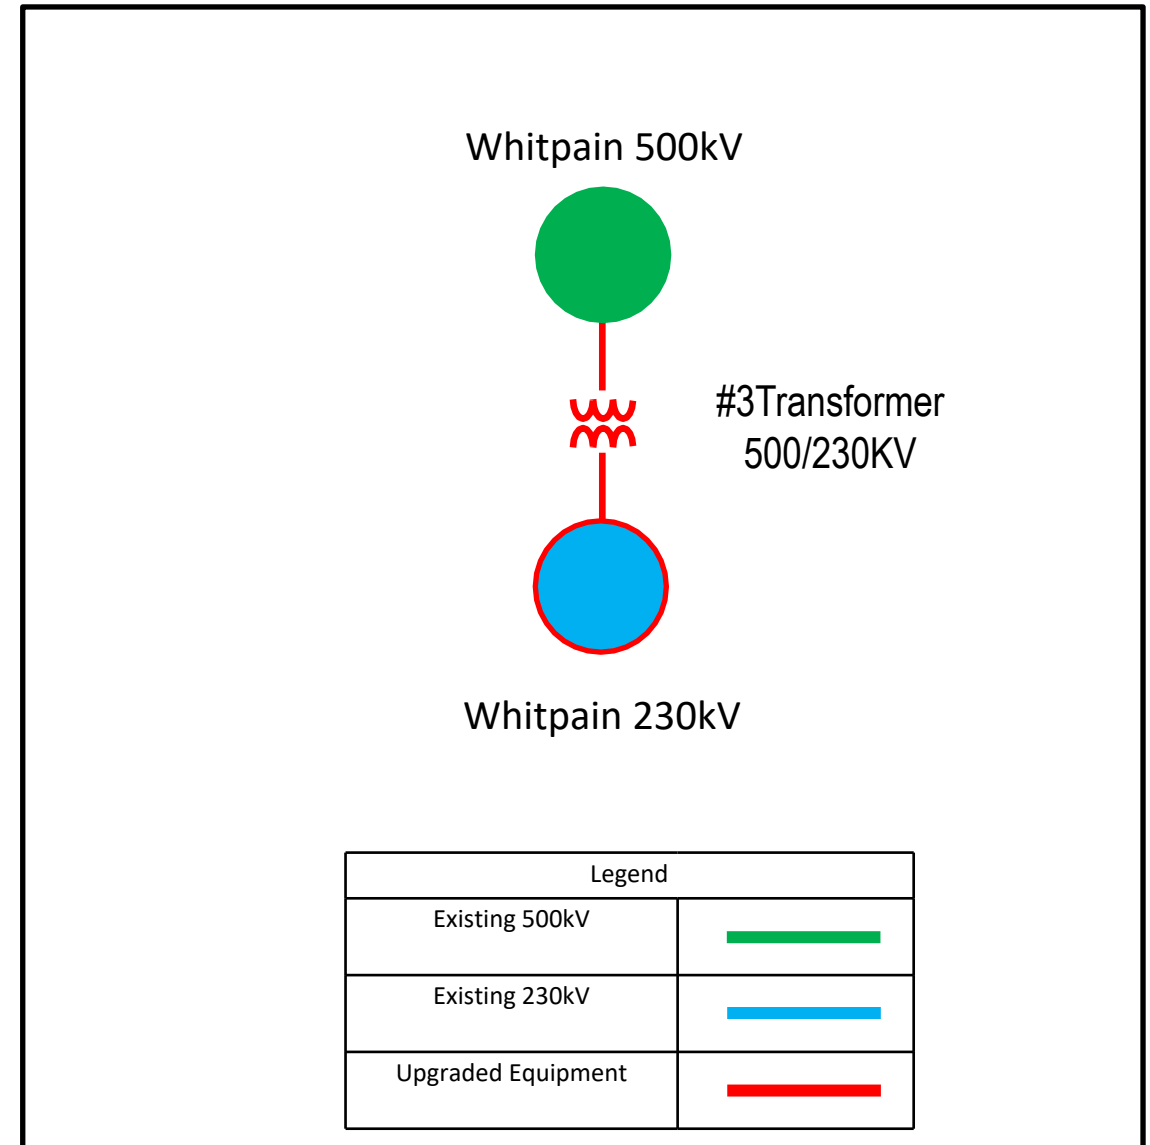 Whitpain 500kV
#3Transformer
500/230KV
Whitpain 230kV
Legend
Existing 500kV
Existing 230kV
Upgraded Equipment